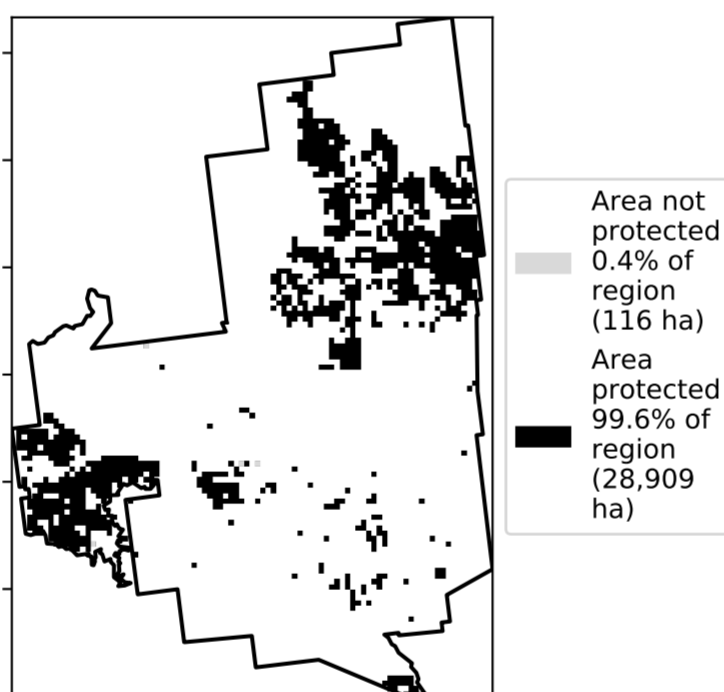 Area not
protected
0.4% of
region
(116 ha)
Area
protected
99.6% of
region
(28,909
ha)